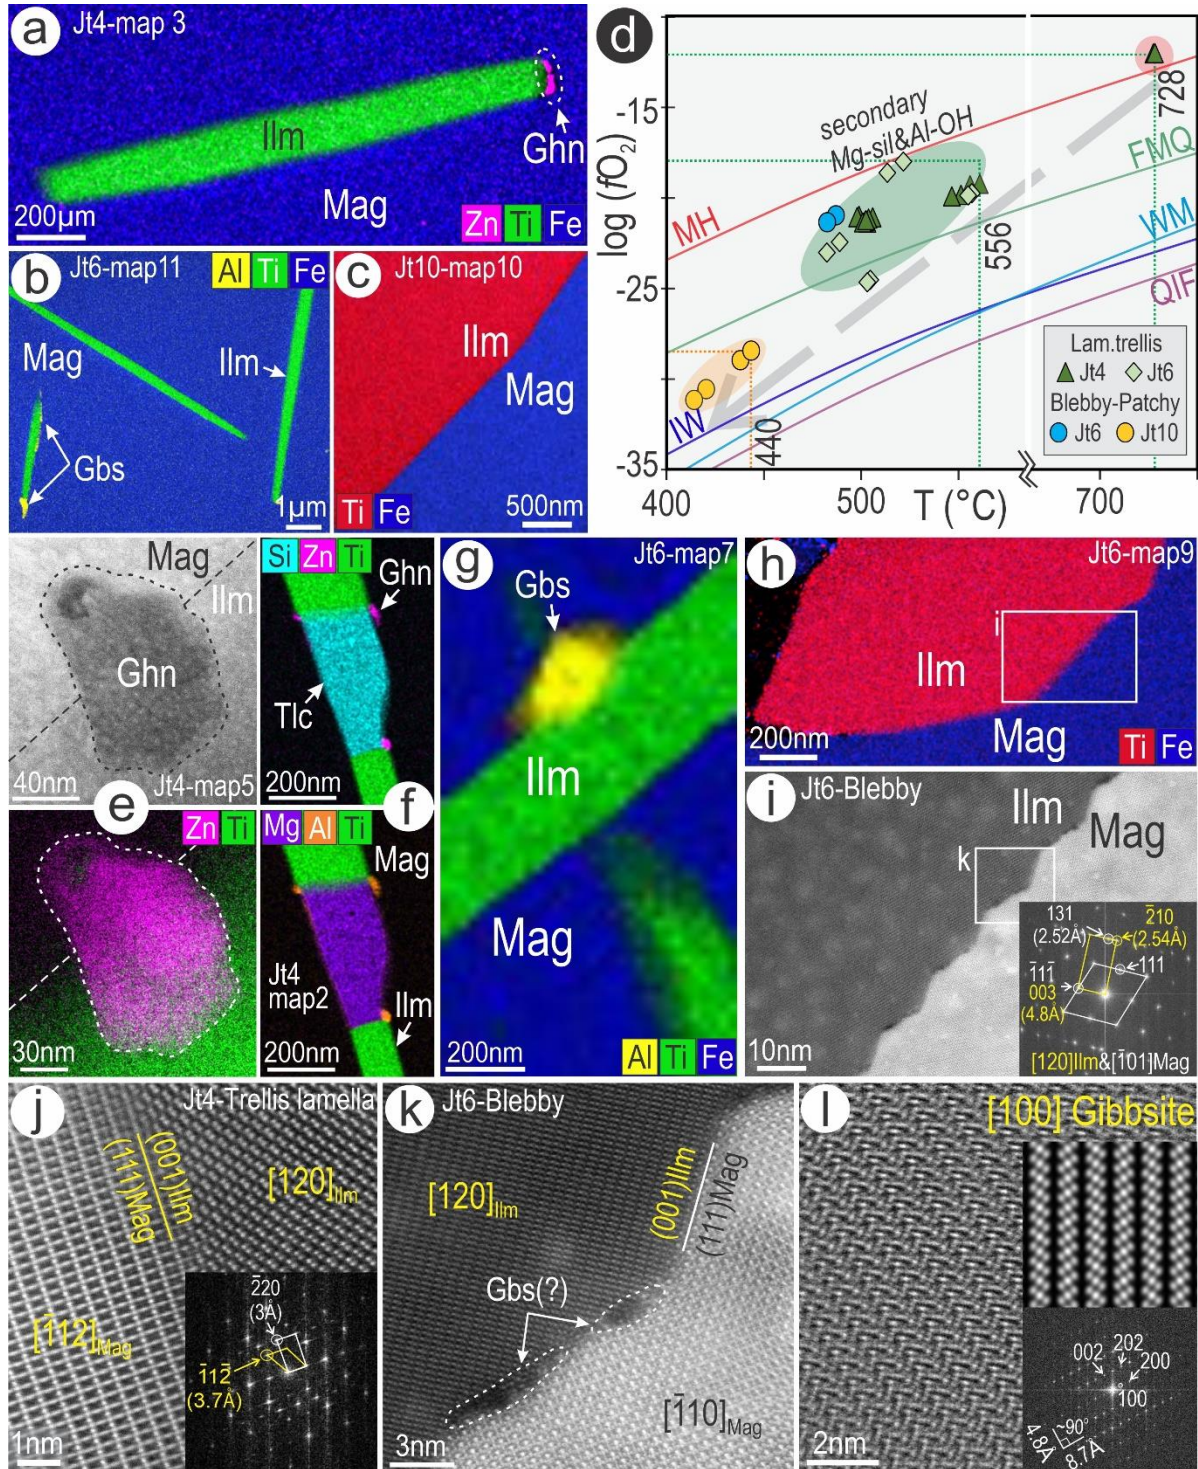 a
Jt4-map 3
Ilm
Ghn
Mag
200µm
Zn Ti Fe
b
Jt6-map11
Al Ti Fe
Mag
Ilm
Gbs
1µm
c
Jt10-map10
Ilm
Mag
Ti Fe
500nm
d
log (fO₂)
-15
-25
-35
400
500
700
T (°C)
secondary
Mg-sil&Al-OH
MH
FMQ
WM
QIF
IW
728
556
440
Lam.trellis
Jt4 Jt6
Blebby-Patchy
Jt6 Jt10
Mag
Ilm
Ghn
40nm
Jt4-map5
e
Zn Ti
30nm
Si Zn Ti
Ghn
Tlc
200nm
f
Mg Al Ti
Mag
Jt4
map2
Ilm
200nm
g
Jt6-map7
Gbs
Ilm
Mag
200nm
Al Ti Fe
h
Jt6-map9
i
Ilm
Mag
200nm
Ti Fe
i
Jt6-Blebby
Ilm
Mag
k
10nm
1̄31
(2.52Å)
2̄10
(2.54Å)
1̄11̄
111
003
(4.8Å)
[120]Ilm&[1̄01]Mag
j
Jt4-Trellis lamella
(001)Ilm
(111)Mag
[120]Ilm
[1̄12]Mag
2̄20
(3Å)
1̄12̄
(3.7Å)
1nm
k
Jt6-Blebby
[120]Ilm
(001)Ilm
(111)Mag
Gbs(?)
[1̄10]Mag
3nm
l
[100] Gibbsite
002
202
200
100
~90°
4.8Å
8.7Å
2nm